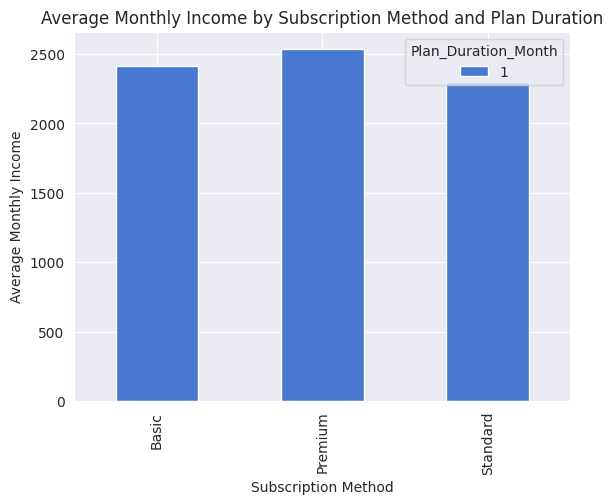 Average Monthly Income by Subscription Method and Plan Duration
Plan_Duration_Month
1
2500
2000
1500
1000
500
0
Average Monthly Income
Basic
Premium
Standard
Subscription Method